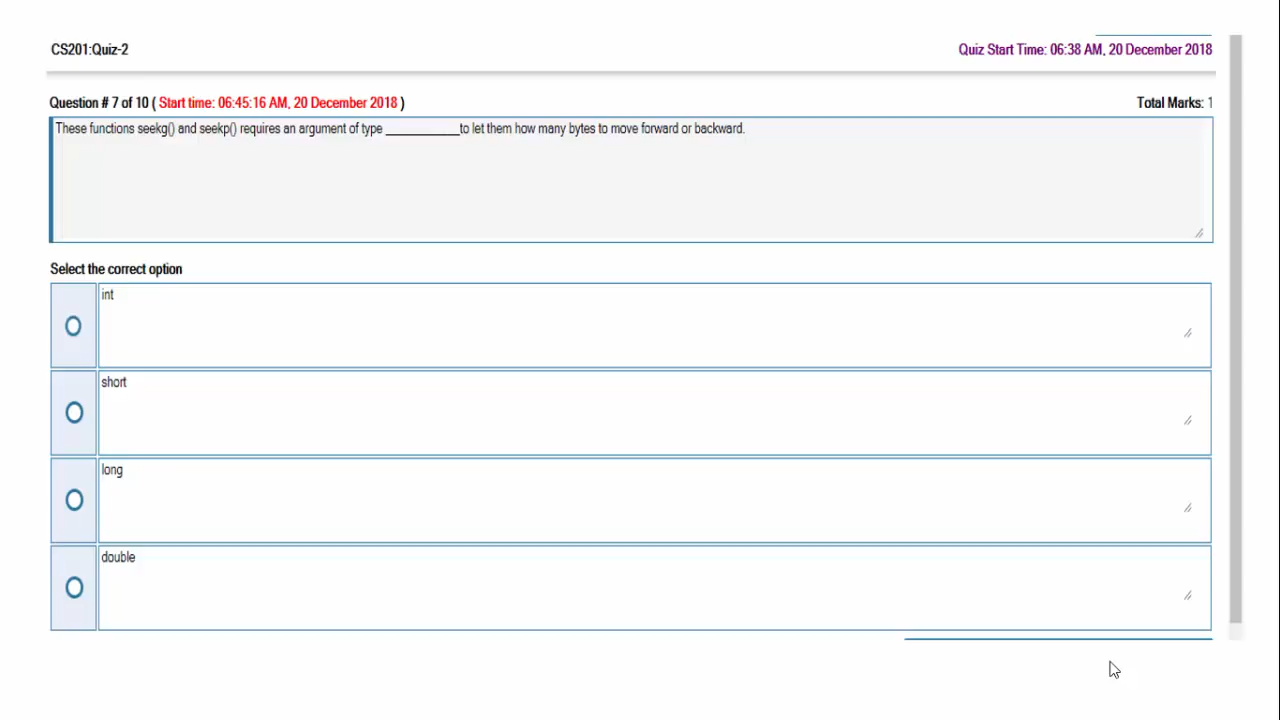 CS201:Quiz-2
Quiz Start Time: 06:38 AM, 20 December 2018
Question # 7 of 10 ( Start time: 06:45:16 AM, 20 December 2018 )
Total Marks: 1
These functions seekg() and seekp() requires an argument of type ____________to let them how many bytes to move forward or backward.
Select the correct option
int
short
long
double